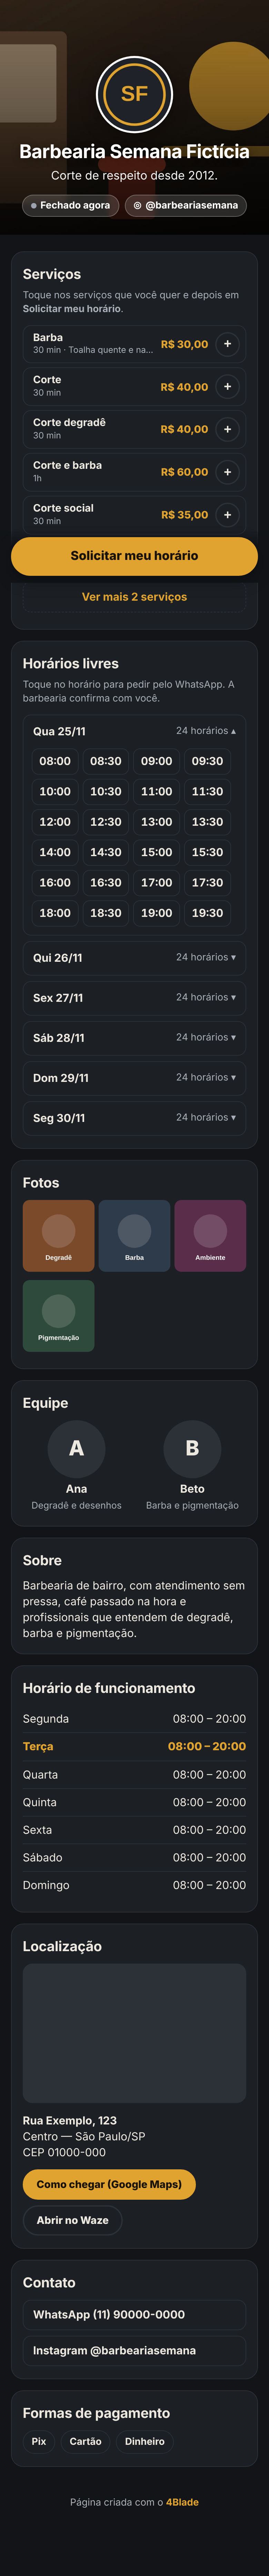 SF
Barbearia Semana Fictícia
Corte de respeito desde 2012.
Fechado agora
@barbeariasemana
Serviços
Toque nos serviços que você quer e depois em
Solicitar meu horário.
Barba
30 min · Toalha quente e na...
R$ 30,00
+
Corte
30 min
R$ 40,00
+
Corte degradê
30 min
R$ 40,00
+
Corte e barba
1h
R$ 60,00
+
Corte social
30 min
R$ 35,00
+
Solicitar meu horário
Ver mais 2 serviços
Horários livres
Toque no horário para pedir pelo WhatsApp. A
barbearia confirma com você.
Qua 25/11 24 horários ▴
08:00 08:30 09:00 09:30
10:00 10:30 11:00 11:30
12:00 12:30 13:00 13:30
14:00 14:30 15:00 15:30
16:00 16:30 17:00 17:30
18:00 18:30 19:00 19:30
Qui 26/11 24 horários ▾
Sex 27/11 24 horários ▾
Sáb 28/11 24 horários ▾
Dom 29/11 24 horários ▾
Seg 30/11 24 horários ▾
Fotos
Degradê Barba Ambiente
Pigmentação
Equipe
A B
Ana Beto
Degradê e desenhos Barba e pigmentação
Sobre
Barbearia de bairro, com atendimento sem
pressa, café passado na hora e
profissionais que entendem de degradê,
barba e pigmentação.
Horário de funcionamento
Segunda 08:00 – 20:00
Terça 08:00 – 20:00
Quarta 08:00 – 20:00
Quinta 08:00 – 20:00
Sexta 08:00 – 20:00
Sábado 08:00 – 20:00
Domingo 08:00 – 20:00
Localização
Rua Exemplo, 123
Centro — São Paulo/SP
CEP 01000-000
Como chegar (Google Maps)
Abrir no Waze
Contato
WhatsApp (11) 90000-0000
Instagram @barbeariasemana
Formas de pagamento
Pix Cartão Dinheiro
Página criada com o 4Blade